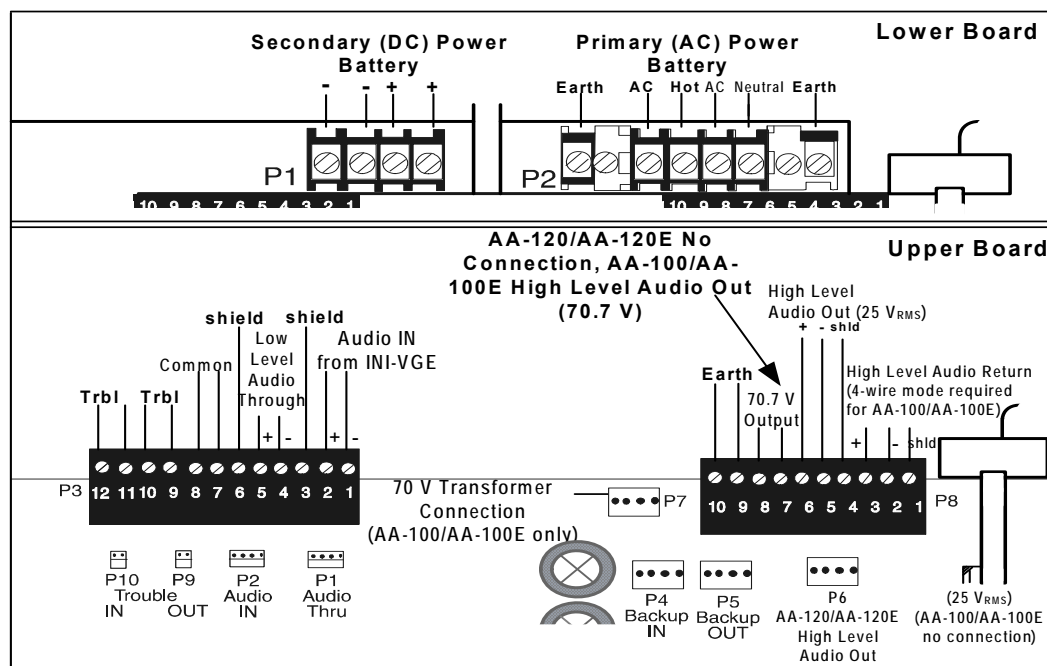 Lower Board
Secondary (DC) Power
Battery
- - + +
Primary (AC) Power
Battery
Earth AC Hot AC Neutral Earth
P1
P2
10 9 8 7 6 5 4 3 2 1
10 9 8 7 6 5 4 3 2 1
Upper Board
AA-120/AA-120E No
Connection, AA-100/AA-
100E High Level Audio Out
(70.7 V)
High Level
Audio Out (25 VRMS)
+ - shld
shield shield
Audio IN
from INI-VGE
Low
Level
Audio
Through
Common
Trbl Trbl
+ - + -
Earth
70.7 V
Output
High Level Audio Return
(4-wire mode required
for AA-100/AA-100E)
+ - shld
P3
12 11 10 9 8 7 6 5 4 3 2 1
70 V Transformer
Connection
(AA-100/AA-100E only)
P7
10 9 8 7 6 5 4 3 2 1
P8
P10
Trouble
IN
P9
OUT
P2
Audio
IN
P1
Audio
Thru
P4
Backup
IN
P5
Backup
OUT
P6
AA-120/AA-120E
High Level
Audio Out
(25 VRMS)
(AA-100/AA-100E
no connection)